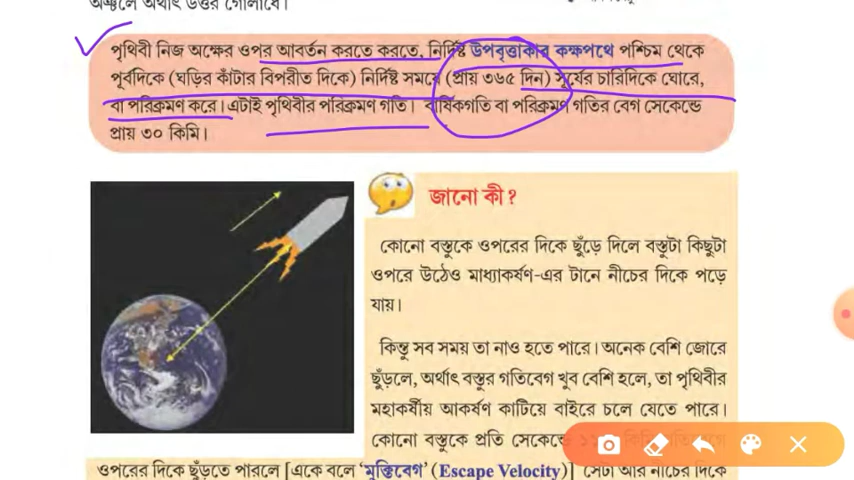 অঞ্চলে অর্থাৎ উত্তর গোলার্ধে।
পৃথিবী নিজ অক্ষের ওপর আবর্তন করতে করতে, নির্দিষ্ট উপবৃত্তাকার কক্ষপথে পশ্চিম থেকে
পূর্বদিকে (ঘড়ির কাঁটার বিপরীত দিকে) নির্দিষ্ট সময়ে (প্রায় ৩৬৫ দিন) সূর্যের চারিদিকে ঘোরে,
বা পরিক্রমণ করে। এটাই পৃথিবীর পরিক্রমণ গতি। বার্ষিকগতি বা পরিক্রমণ গতির বেগ সেকেন্ডে
প্রায় ৩০ কিমি।
জানো কী?
কোনো বস্তুকে ওপরের দিকে ছুঁড়ে দিলে বস্তুটা কিছুটা
ওপরে উঠেও মাধ্যাকর্ষণ-এর টানে নীচের দিকে পড়ে
যায়।
কিন্তু সব সময় তা নাও হতে পারে। অনেক বেশি জোরে
ছুঁড়লে, অর্থাৎ বস্তুর গতিবেগ খুব বেশি হলে, তা পৃথিবীর
মহাকর্ষীয় আকর্ষণ কাটিয়ে বাইরে চলে যেতে পারে।
কোনো বস্তুকে প্রতি সেকেন্ডে
ওপরের দিকে ছুঁড়তে পারলে [একে বলে ‘মুক্তিবেগ’ (Escape Velocity)] সেটা আর নীচের দিকে